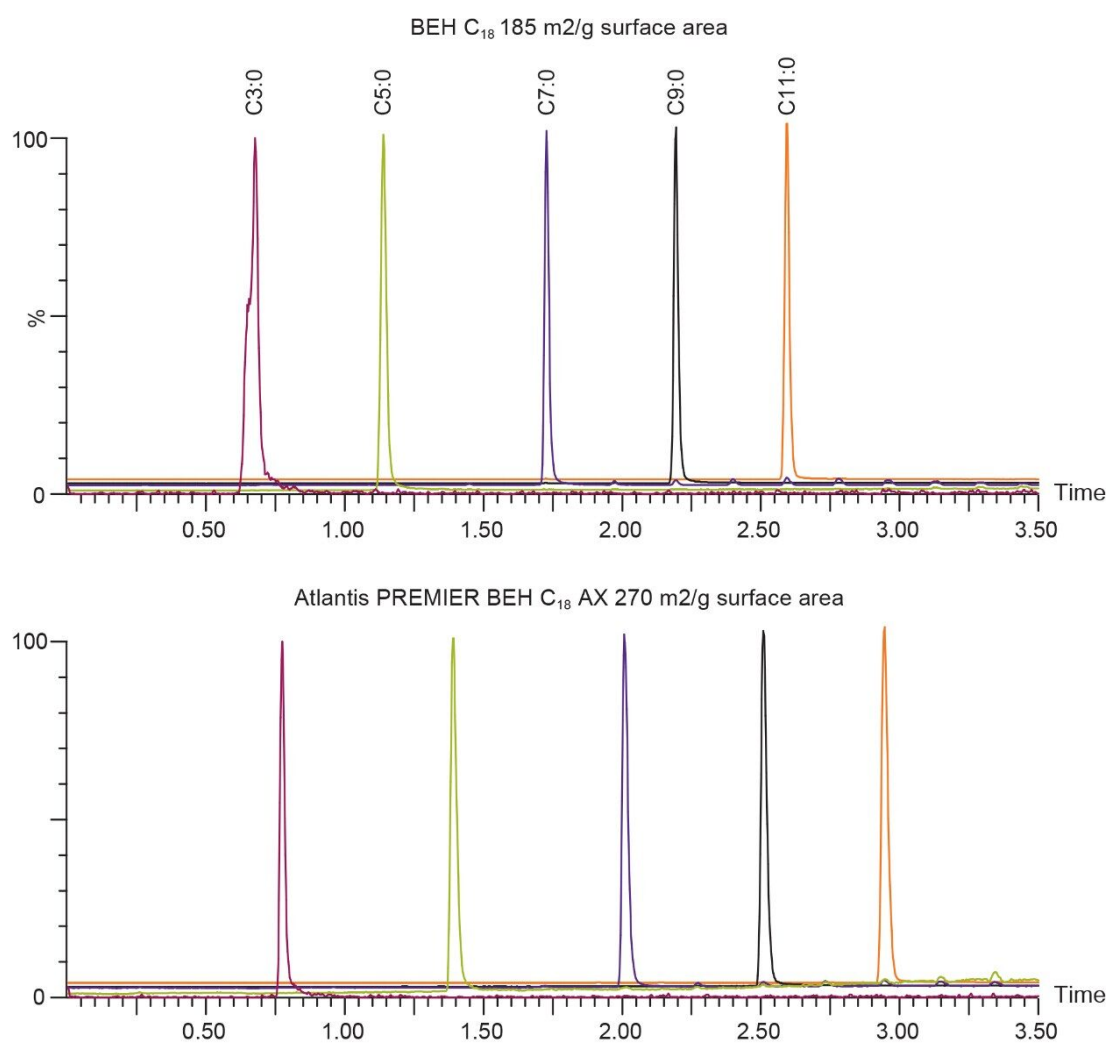 BEH C₁₈ 185 m2/g surface area
C3:0 C5:0 C7:0 C9:0 C11:0
100
%
0
Time
0.50 1.00 1.50 2.00 2.50 3.00 3.50
Atlantis PREMIER BEH C₁₈ AX 270 m2/g surface area
100
0
Time
0.50 1.00 1.50 2.00 2.50 3.00 3.50